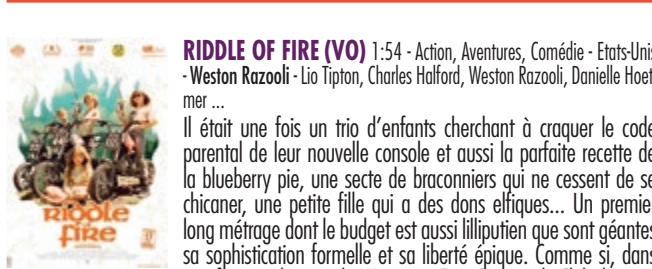 RIDDLE OF FIRE (VO) 1:54 - Action, Aventures, Comédie - Etats-Unis
- Weston Razooli - Lio Tipton, Charles Halford, Weston Razooli, Danielle Hoet
mer ...
Il était une fois un trio d'enfants cherchant à craquer le code
parental de leur nouvelle console et aussi la parfaite recette de
la blueberry pie, une secte de braconniers qui ne cessent de se
chicaner, une petite fille qui a des dons elfiques... Un premier
long métrage dont le budget est aussi lilliputien que sont géantes
sa sophistication formelle et sa liberté épique. Comme si, dans
RIDDLE
OF
FIRE